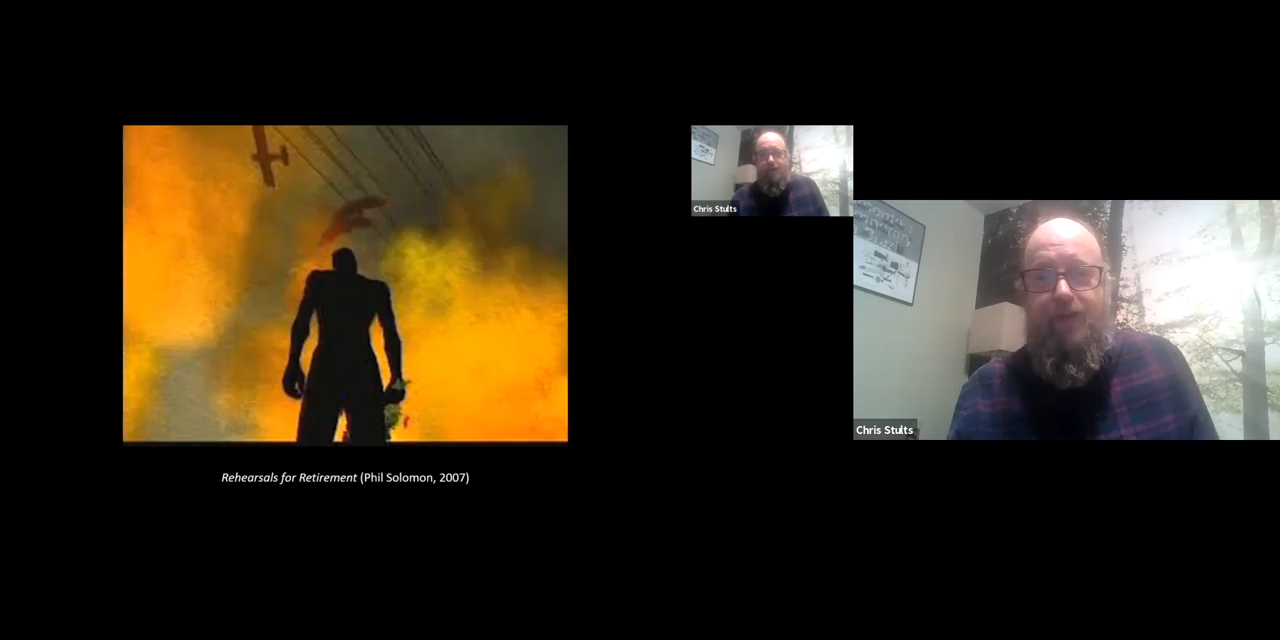 Rehearsals for Retirement (Phil Solomon, 2007)
Chris Stults
Chris Stults